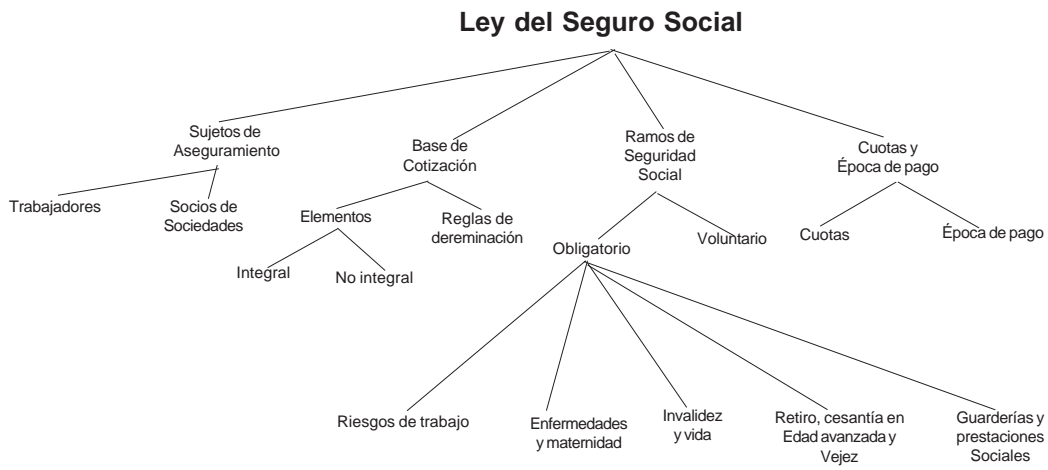 Ley del Seguro Social
Sujetos de
Aseguramiento
Base de
Cotización
Ramos de
Seguridad
Social
Cuotas y
Época de pago
Trabajadores
Socios de
Sociedades
Elementos
Reglas de
dereminación
Obligatorio
Voluntario
Cuotas
Época de pago
Integral
No integral
Riesgos de trabajo
Enfermedades
y maternidad
Invalidez
y vida
Retiro, cesantía en
Edad avanzada y
Vejez
Guarderías y
prestaciones
Sociales